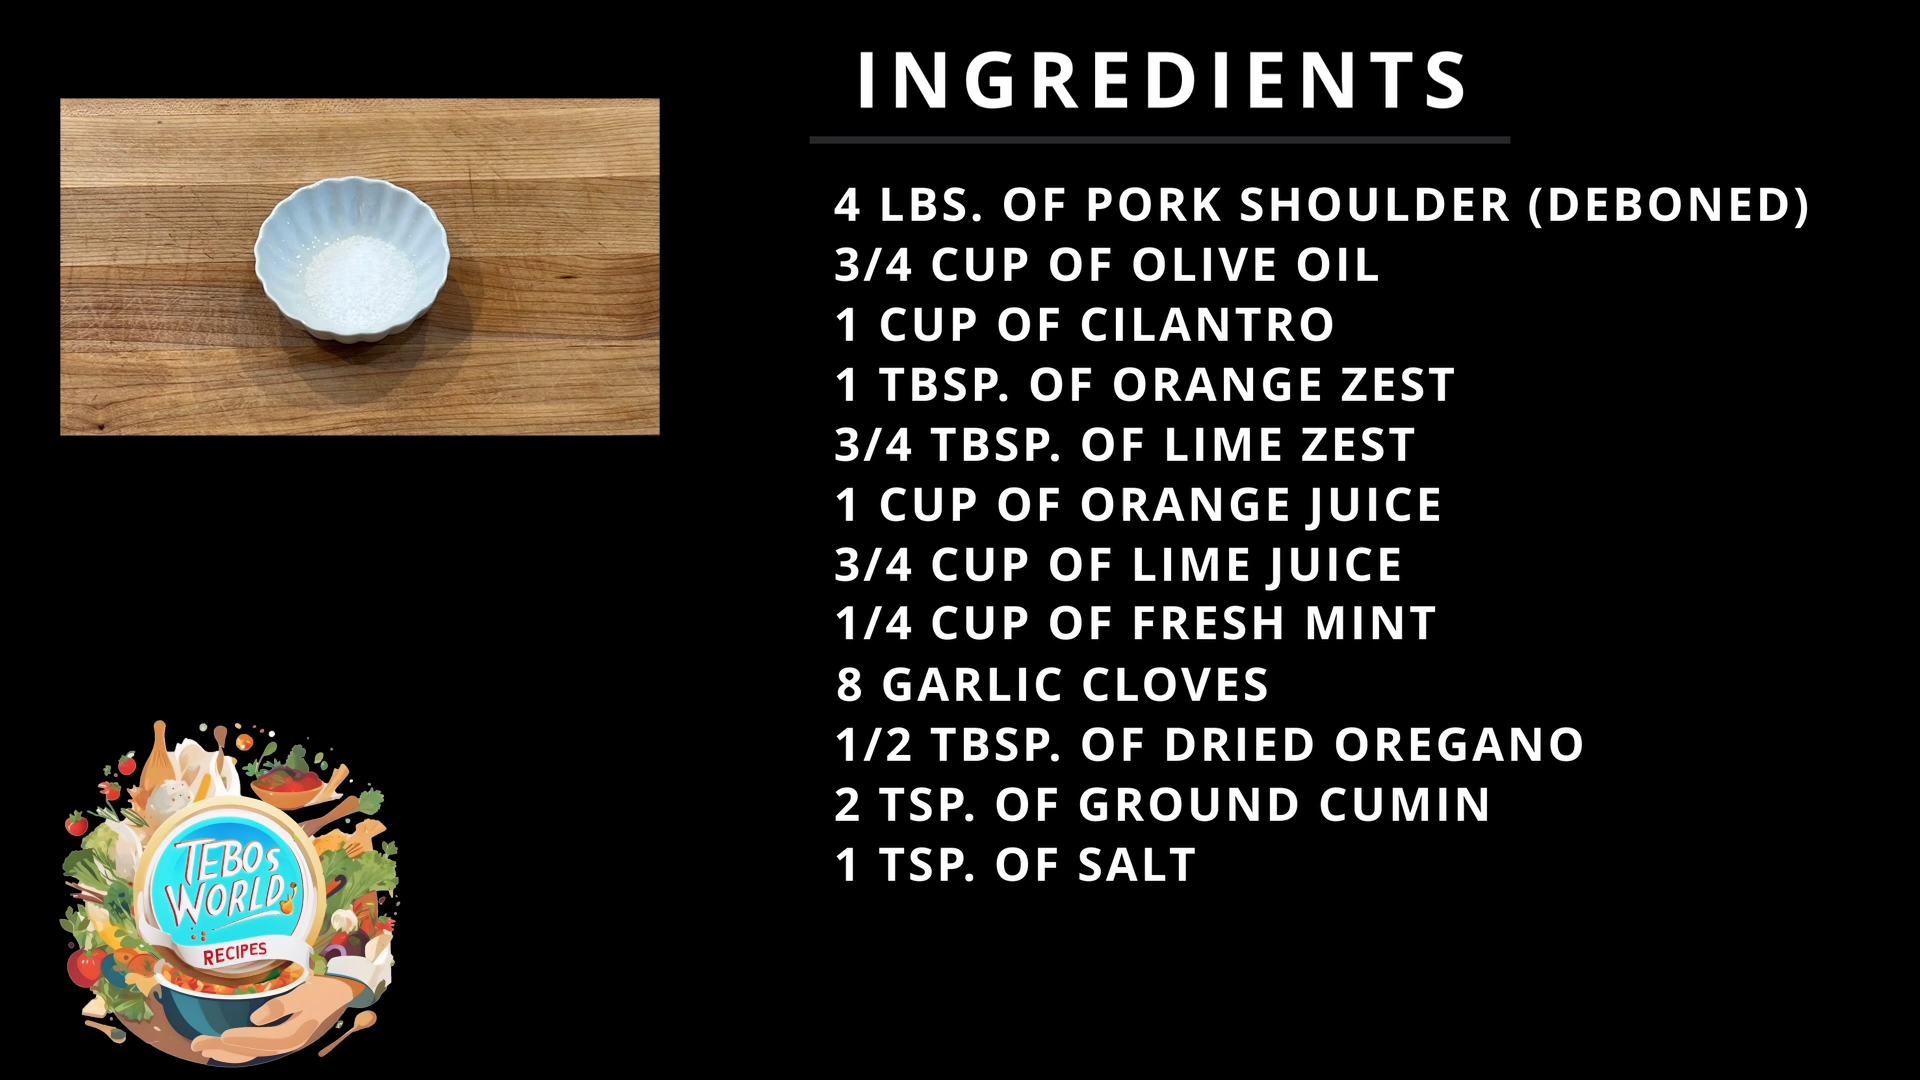 INGREDIENTS
4 LBS. OF PORK SHOULDER (DEBONED)
3/4 CUP OF OLIVE OIL
1 CUP OF CILANTRO
1 TBSP. OF ORANGE ZEST
3/4 TBSP. OF LIME ZEST
1 CUP OF ORANGE JUICE
3/4 CUP OF LIME JUICE
1/4 CUP OF FRESH MINT
8 GARLIC CLOVES
1/2 TBSP. OF DRIED OREGANO
2 TSP. OF GROUND CUMIN
1 TSP. OF SALT
TEBOs
WORLD
RECIPES